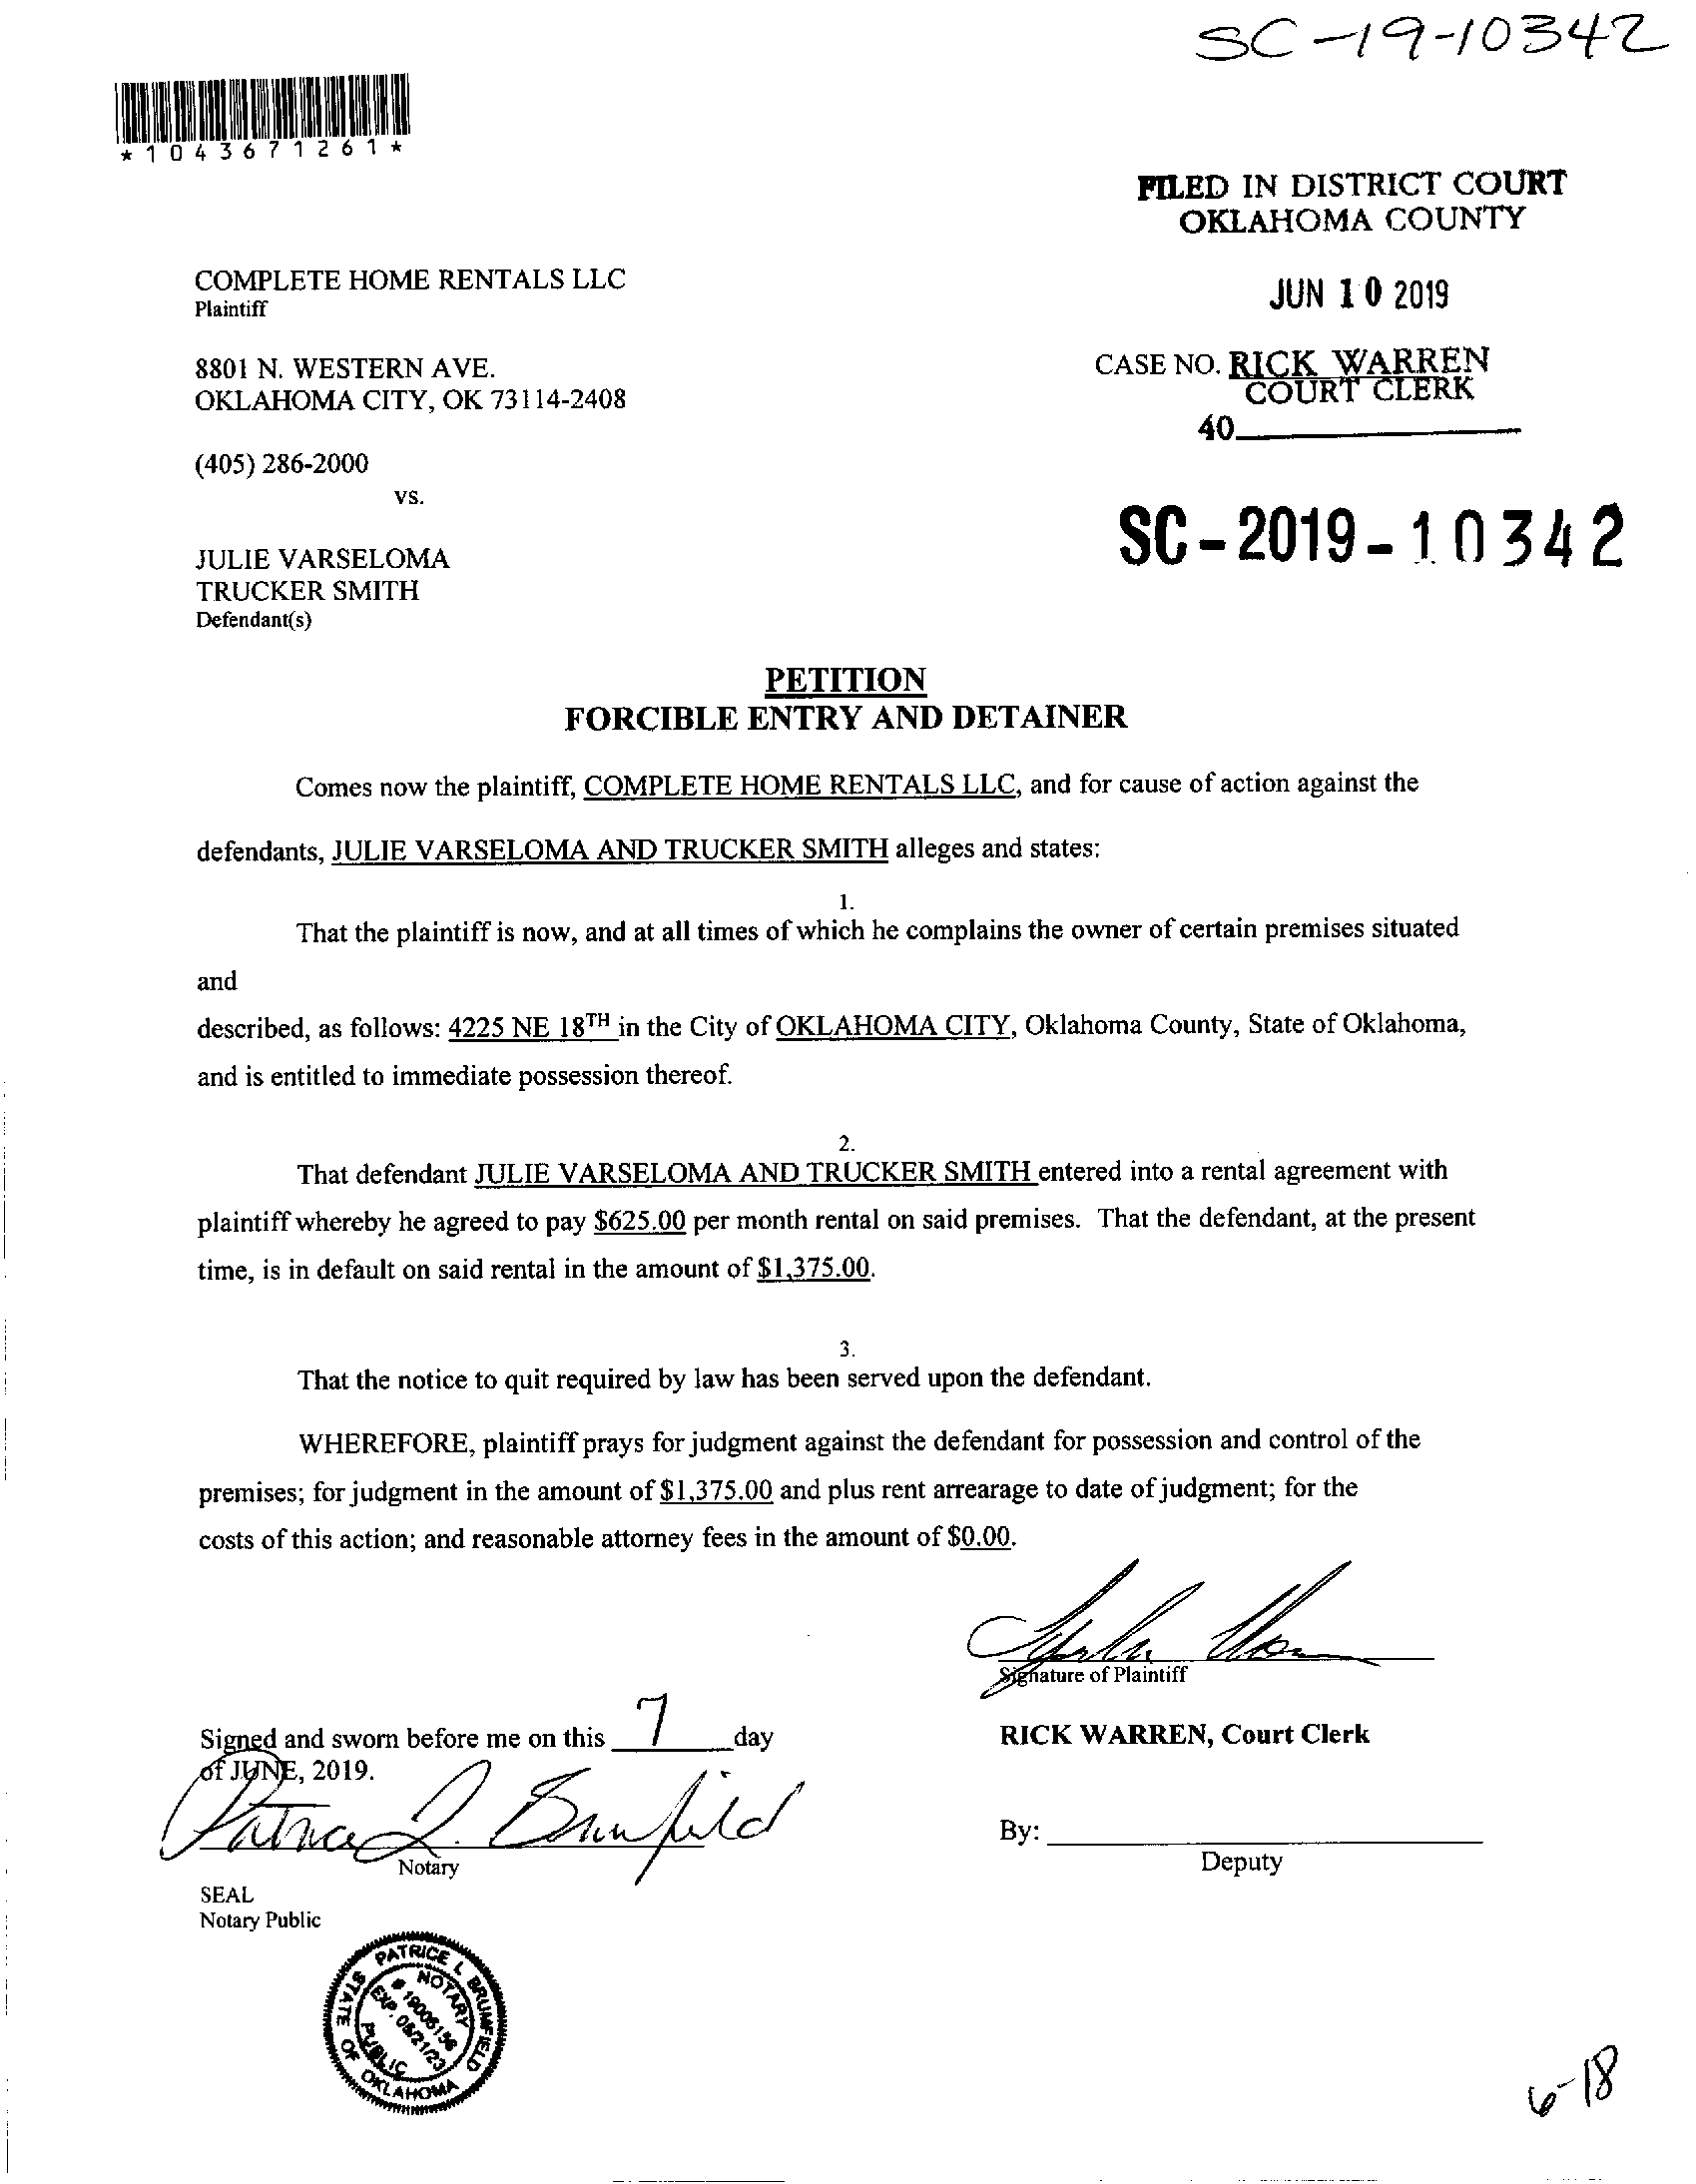 SC-19-10342
*1043671261*
FILED IN DISTRICT COURT
OKLAHOMA COUNTY
COMPLETE HOME RENTALS LLC
Plaintiff
JUN 10 2019
8801 N. WESTERN AVE.
OKLAHOMA CITY, OK 73114-2408
CASE NO. RICK WARREN
COURT CLERK
40
(405) 286-2000
vs.
SC-2019-10342
JULIE VARSELOMA
TRUCKER SMITH
Defendant(s)
PETITION
FORCIBLE ENTRY AND DETAINER
Comes now the plaintiff, COMPLETE HOME RENTALS LLC, and for cause of action against the
defendants, JULIE VARSELOMA AND TRUCKER SMITH alleges and states:
1.
That the plaintiff is now, and at all times of which he complains the owner of certain premises situated
and
described, as follows: 4225 NE 18TH in the City of OKLAHOMA CITY, Oklahoma County, State of Oklahoma,
and is entitled to immediate possession thereof.
2.
That defendant JULIE VARSELOMA AND TRUCKER SMITH entered into a rental agreement with
plaintiff whereby he agreed to pay $625.00 per month rental on said premises. That the defendant, at the present
time, is in default on said rental in the amount of $1,375.00.
3.
That the notice to quit required by law has been served upon the defendant.
WHEREFORE, plaintiff prays for judgment against the defendant for possession and control of the
premises; for judgment in the amount of $1,375.00 and plus rent arrearage to date of judgment; for the
costs of this action; and reasonable attorney fees in the amount of $0.00.
Signature of Plaintiff
Signed and sworn before me on this 7 day
of JUNE, 2019.
RICK WARREN, Court Clerk
Patrice L. Brumfield
Notary
By:
Deputy
SEAL
Notary Public
PATRICE L BRUMFIELD
NOTARY
# 19006156
EXP. 06/21/23
PUBLIC
STATE OF OKLAHOMA
6-18